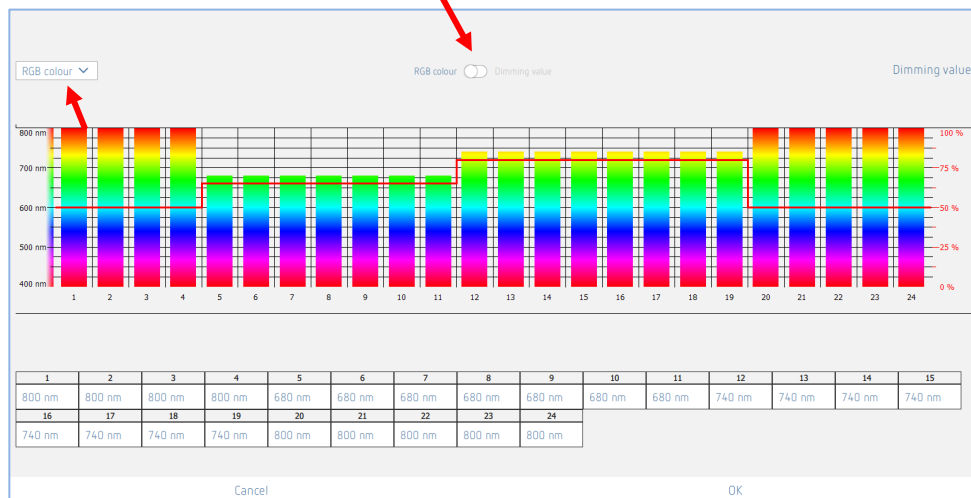 RGB colour
RGB colour Dimming value
Dimming value
800 nm 100 %
700 nm 75 %
600 nm 50 %
500 nm 25 %
400 nm 0 %
1 2 3 4 5 6 7 8 9 10 11 12 13 14 15 16 17 18 19 20 21 22 23 24
1 2 3 4 5 6 7 8 9 10 11 12 13 14 15
800 nm 800 nm 800 nm 800 nm 680 nm 680 nm 680 nm 680 nm 680 nm 680 nm 680 nm 740 nm 740 nm 740 nm 740 nm
16 17 18 19 20 21 22 23 24
740 nm 740 nm 740 nm 740 nm 800 nm 800 nm 800 nm 800 nm 800 nm
Cancel OK